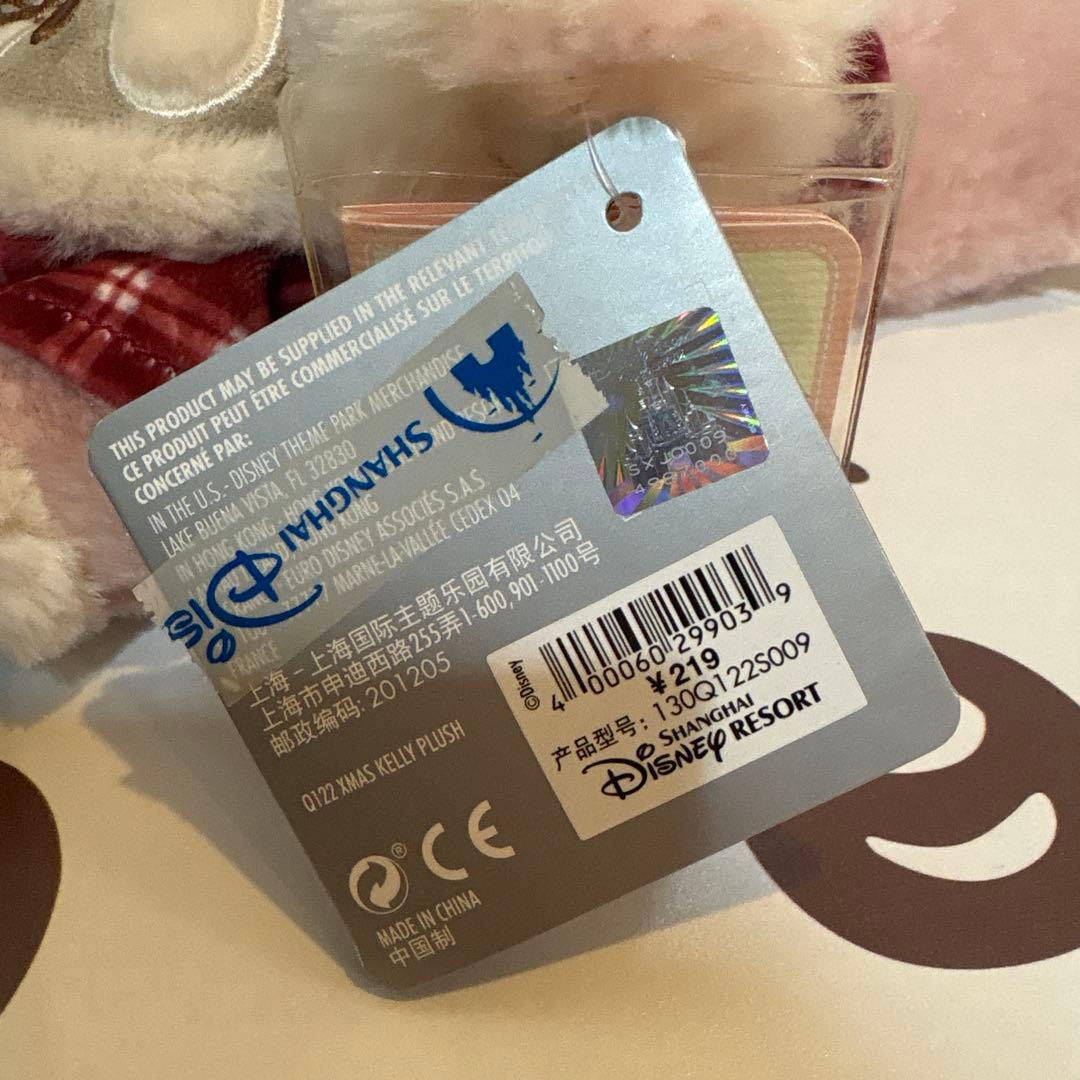 THIS PRODUCT MAY BE SUPPLIED IN THE RELEVANT
CE PRODUIT PEUT ÊTRE COMMERCIALISÉ SUR LE TERRITOIRE
CONCERNÉ PAR:
IN THE U.S.- DISNEY THEME PARK MERCHANDISE
LAKE BUENA VISTA, FL 32830
IN HONG KONG
EURO DISNEY ASSOCIÉS S.A.S.
MARNE-LA-VALLÉE CEDEX 04
FRANCE
上海 - 上海国际主题乐园有限公司
上海市申迪西路255弄1-600,901-1100号
邮政编码: 201205
Q122 XMAS KELLY PLUSH
MADE IN CHINA
中国制
SHANGHAI
Disney
SXJ0009
©Disney
4 00060 29903 9
¥219
产品型号: 130Q122S009
SHANGHAI
Disney RESORT